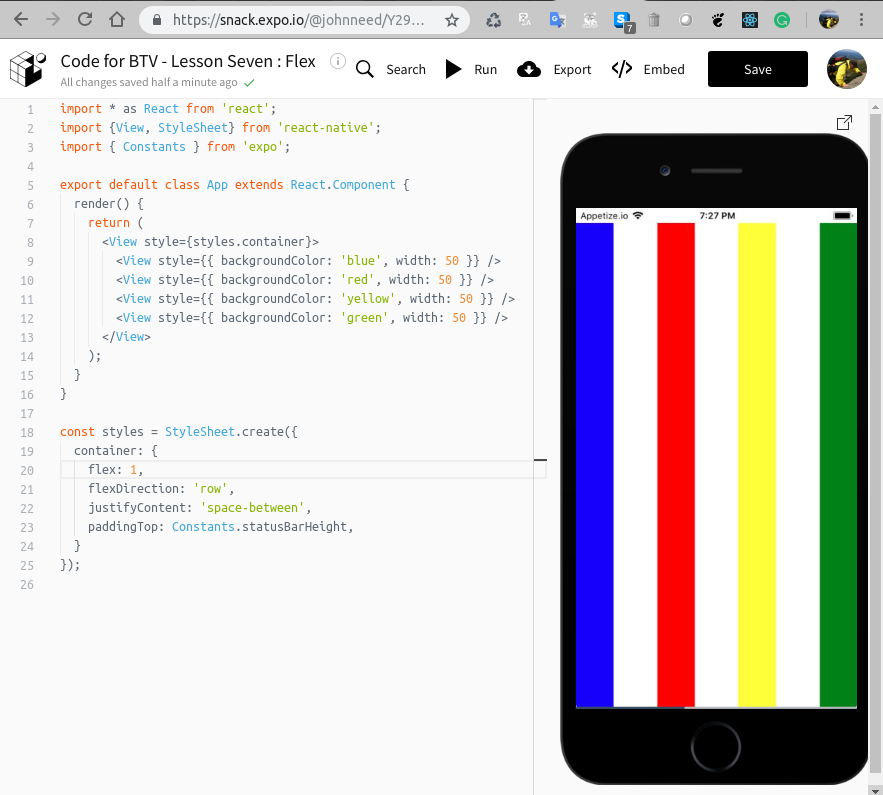 https://snack.expo.io/@johnneed/Y29...
7
Code for BTV - Lesson Seven : Flex
All changes saved half a minute ago
Search
Run
Export
Embed
Save
1 import * as React from 'react';
2 import {View, StyleSheet} from 'react-native';
3 import { Constants } from 'expo';
4
5 export default class App extends React.Component {
6 render() {
7 return (
8 <View style={styles.container}>
9 <View style={{ backgroundColor: 'blue', width: 50 }} />
10 <View style={{ backgroundColor: 'red', width: 50 }} />
11 <View style={{ backgroundColor: 'yellow', width: 50 }} />
12 <View style={{ backgroundColor: 'green', width: 50 }} />
13 </View>
14 );
15 }
16 }
17
18 const styles = StyleSheet.create({
19 container: {
20 flex: 1,
21 flexDirection: 'row',
22 justifyContent: 'space-between',
23 paddingTop: Constants.statusBarHeight,
24 }
25 });
26
Appetize.io 7:27 PM